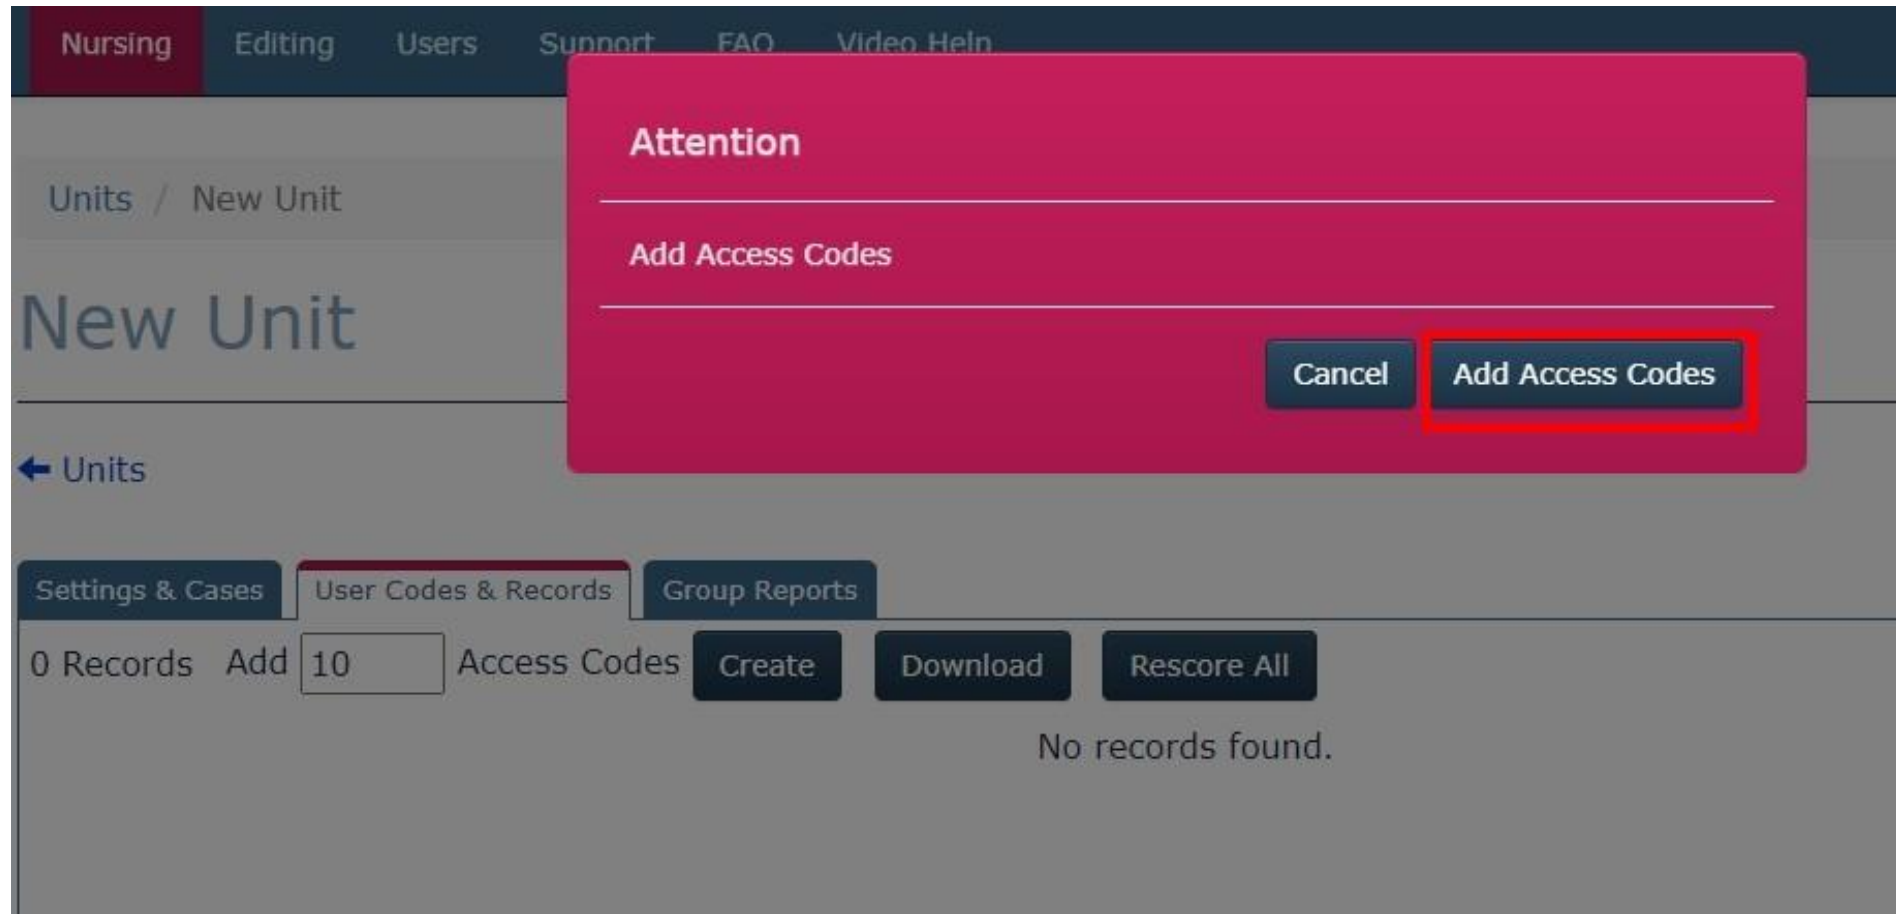 Nursing Editing Users Support FAQ Video Help
Attention
Units / New Unit
Add Access Codes
New Unit
Cancel Add Access Codes
Units
Settings & Cases User Codes & Records Group Reports
0 Records Add 10 Access Codes Create Download Rescore All
No records found.